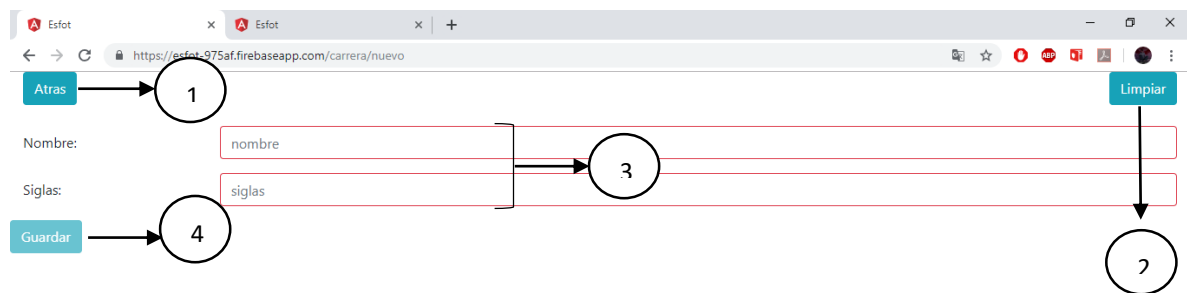 Esfot
Esfot
https://esfot-975af.firebaseapp.com/carrera/nuevo
ABP
Atras
1
Limpiar
Nombre:
nombre
3
Siglas:
siglas
Guardar
4
2